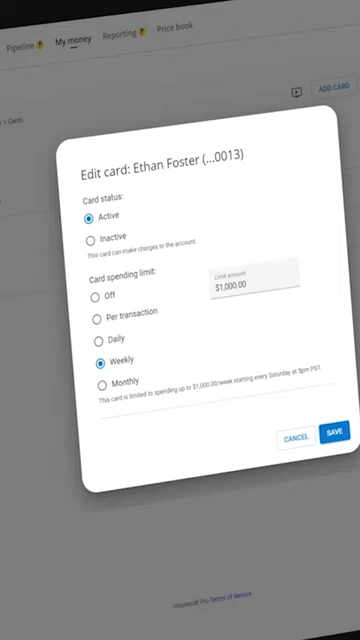 Pipeline
My money
Reporting
Price book
ADD CARD
› Cards
Edit card: Ethan Foster (...0013)
Card status:
Active
Inactive
This card can make charges to the account.
Card spending limit:
Off
Limit amount
$1,000.00
Per transaction
Daily
Weekly
Monthly
This card is limited to spending up to $1,000.00/week starting every Saturday at 5pm PST.
CANCEL
SAVE
Housecall Pro Terms of Service